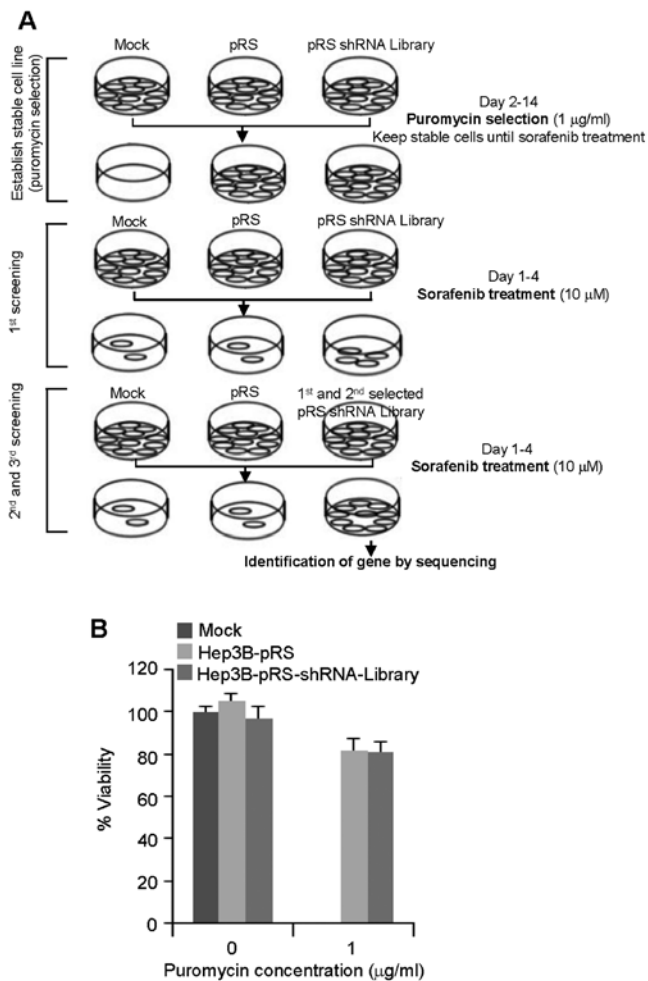 A
Mock pRS pRS shRNA Library
Establish stable cell line
(puromycin selection)
Day 2-14
Puromycin selection (1 μg/ml)
Keep stable cells until sorafenib treatment
Mock pRS pRS shRNA Library
1st screening
Day 1-4
Sorafenib treatment (10 μM)
Mock pRS 1st and 2nd selected
pRS shRNA Library
2nd and 3rd screening
Day 1-4
Sorafenib treatment (10 μM)
Identification of gene by sequencing
B
Mock
Hep3B-pRS
Hep3B-pRS-shRNA-Library
% Viability
120
100
80
60
40
20
0
0 1
Puromycin concentration (μg/ml)